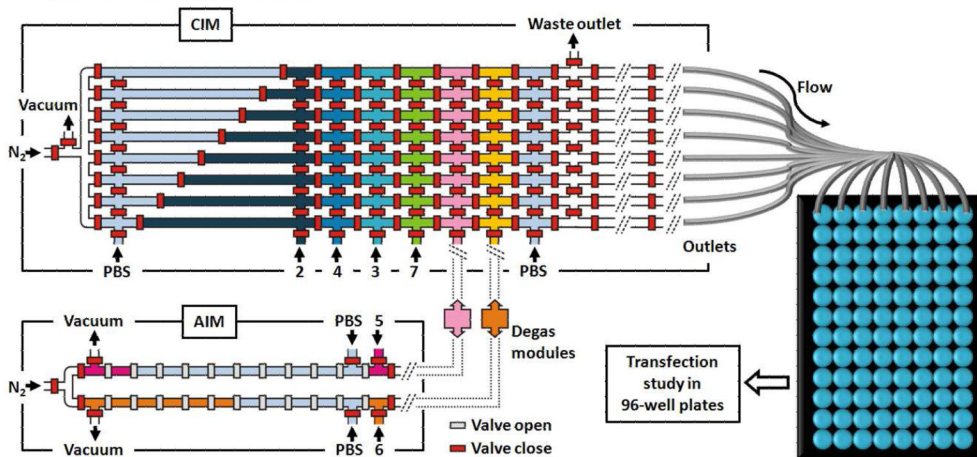 CIM
Waste outlet
Vacuum
N2
Flow
Outlets
PBS
2
4
3
7
PBS
AIM
Vacuum
PBS
5
N2
Vacuum
PBS
6
Degas
modules
Valve open
Valve close
Transfection
study in
96-well plates